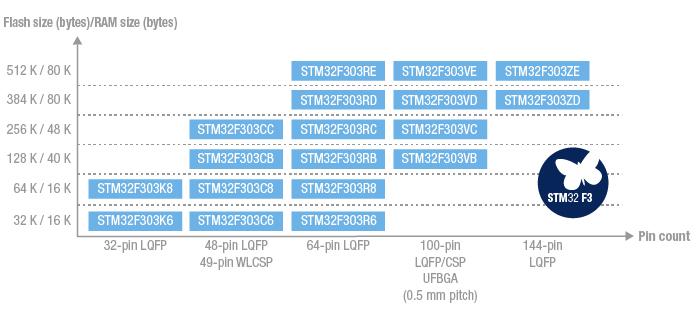 Flash size (bytes)/RAM size (bytes)
512 K / 80 K STM32F303RE STM32F303VE STM32F303ZE
384 K / 80 K STM32F303RD STM32F303VD STM32F303ZD
256 K / 48 K STM32F303CC STM32F303RC STM32F303VC
128 K / 40 K STM32F303CB STM32F303RB STM32F303VB
64 K / 16 K STM32F303K8 STM32F303C8 STM32F303R8
STM32 F3
32 K / 16 K STM32F303K6 STM32F303C6 STM32F303R6
Pin count
32-pin LQFP 48-pin LQFP 64-pin LQFP 100-pin 144-pin
49-pin WLCSP LQFP/CSP LQFP
UFBGA
(0.5 mm pitch)